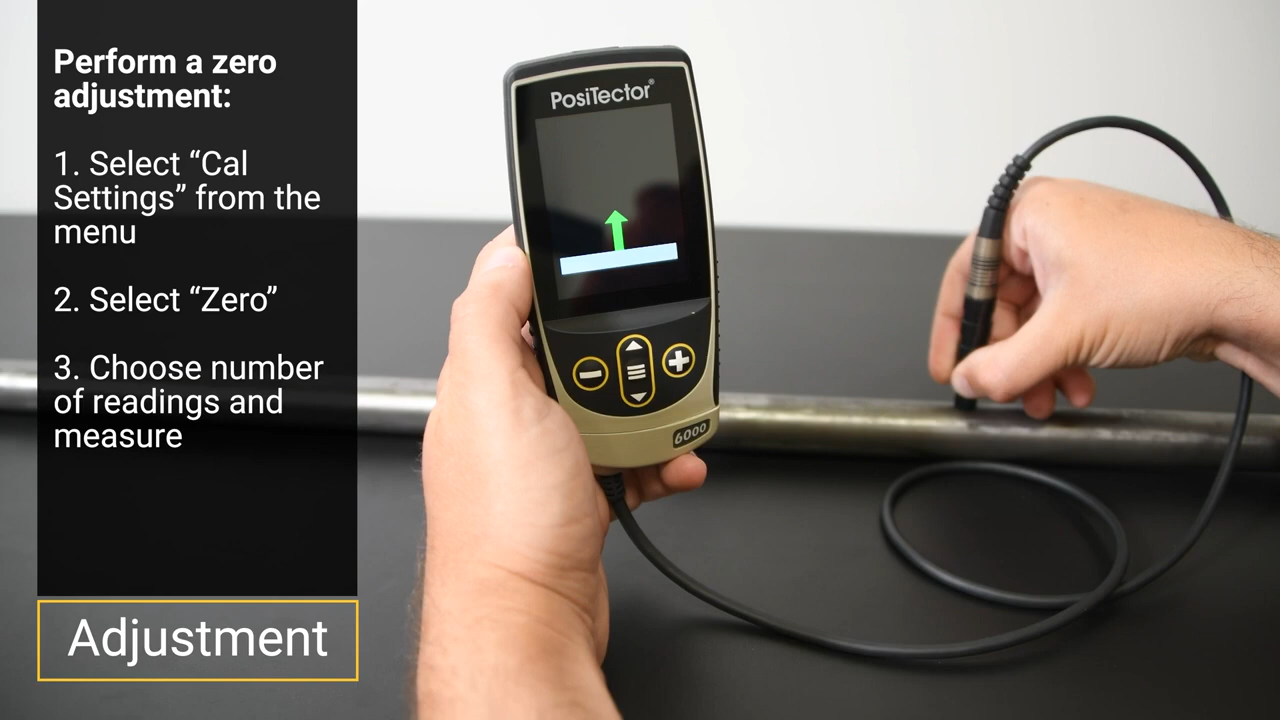 Perform a zero
adjustment:
1. Select “Cal
Settings” from the
menu
2. Select “Zero”
3. Choose number
of readings and
measure
Adjustment
PosiTector®
6000